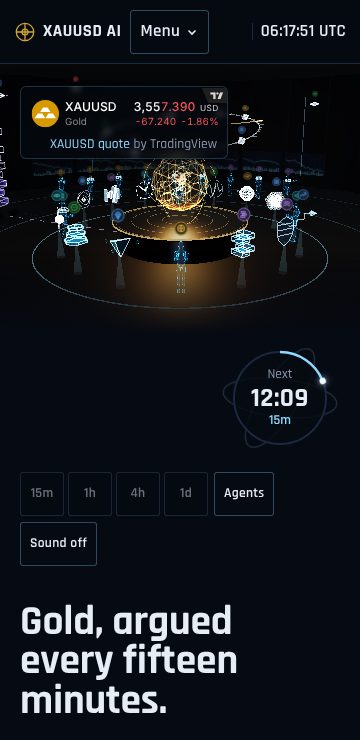 XAUUSD AI
Menu
06:17:51 UTC
XAUUSD
3,557.390 USD
Gold
-67.240 -1.86%
XAUUSD quote by TradingView
Next
12:09
15m
15m
1h
4h
1d
Agents
Sound off
Gold, argued
every fifteen
minutes.